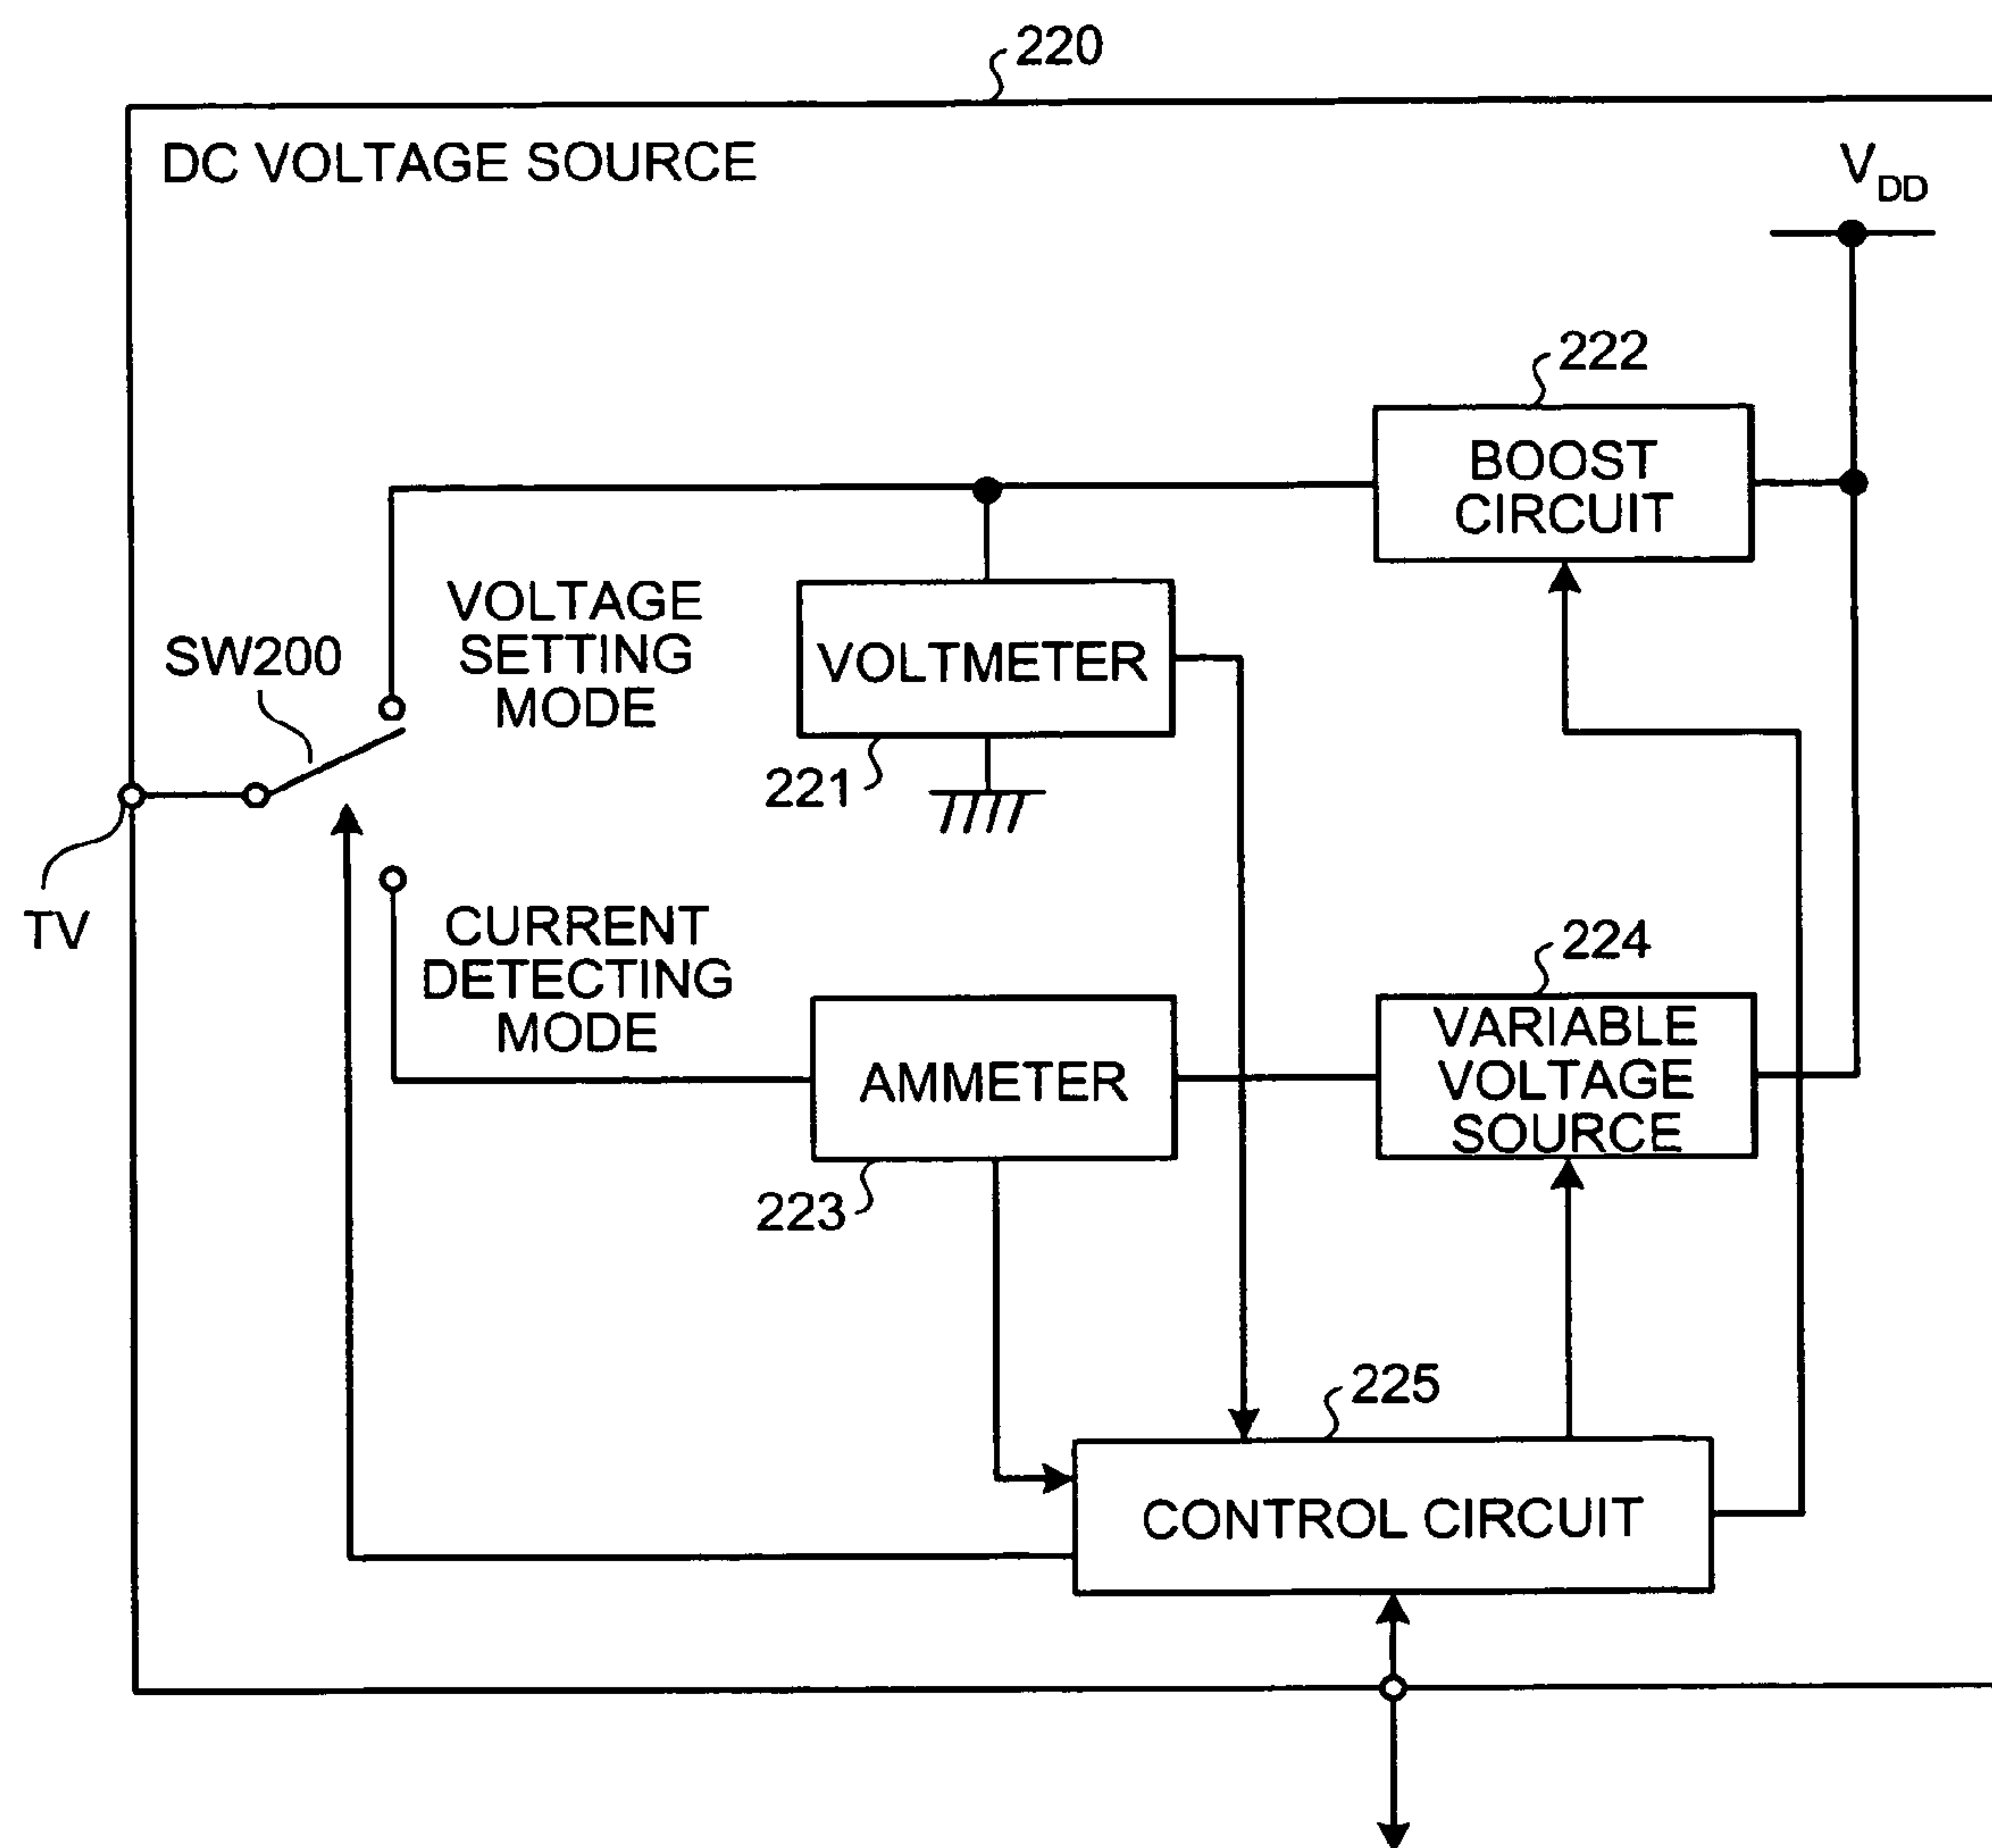 220
DC VOLTAGE SOURCE
VDD
222
BOOST
CIRCUIT
VOLTAGE
SETTING
MODE
SW200
VOLTMETER
221
TV
CURRENT
DETECTING
MODE
224
VARIABLE
VOLTAGE
SOURCE
AMMETER
223
225
CONTROL CIRCUIT